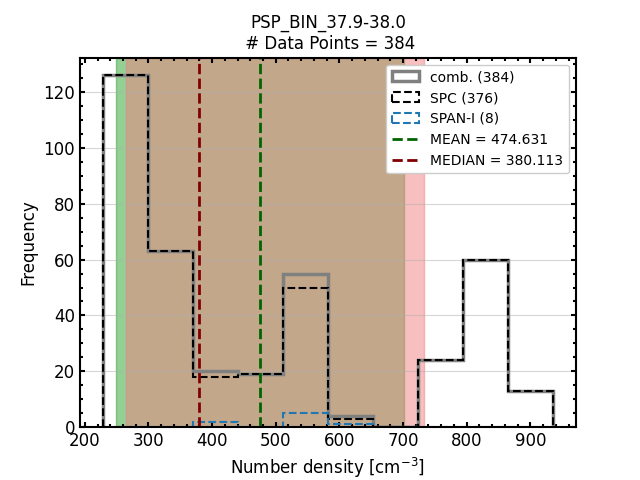 PSP_BIN_37.9-38.0
# Data Points = 384
comb. (384)
SPC (376)
SPAN-I (8)
MEAN = 474.631
MEDIAN = 380.113
Frequency
120
100
80
60
40
20
0
200 300 400 500 600 700 800 900
Number density [cm⁻³]